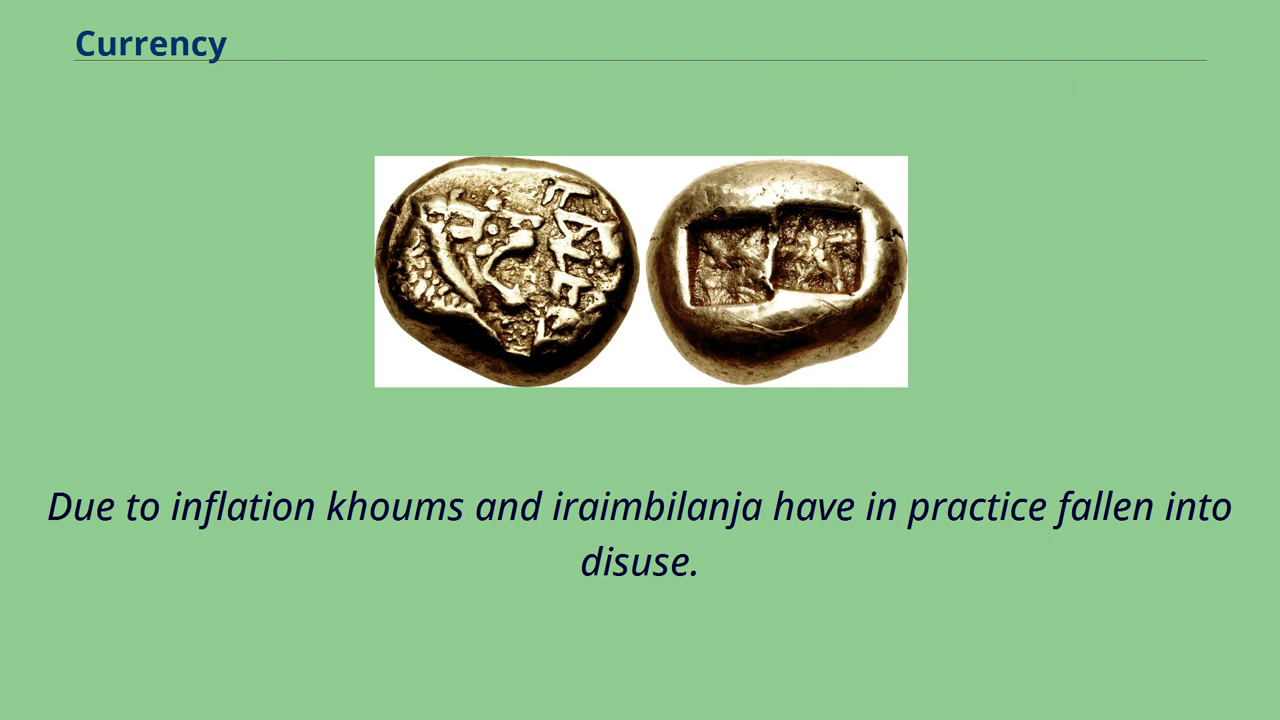 Currency
Due to inflation khoums and iraimbilanja have in practice fallen into
disuse.